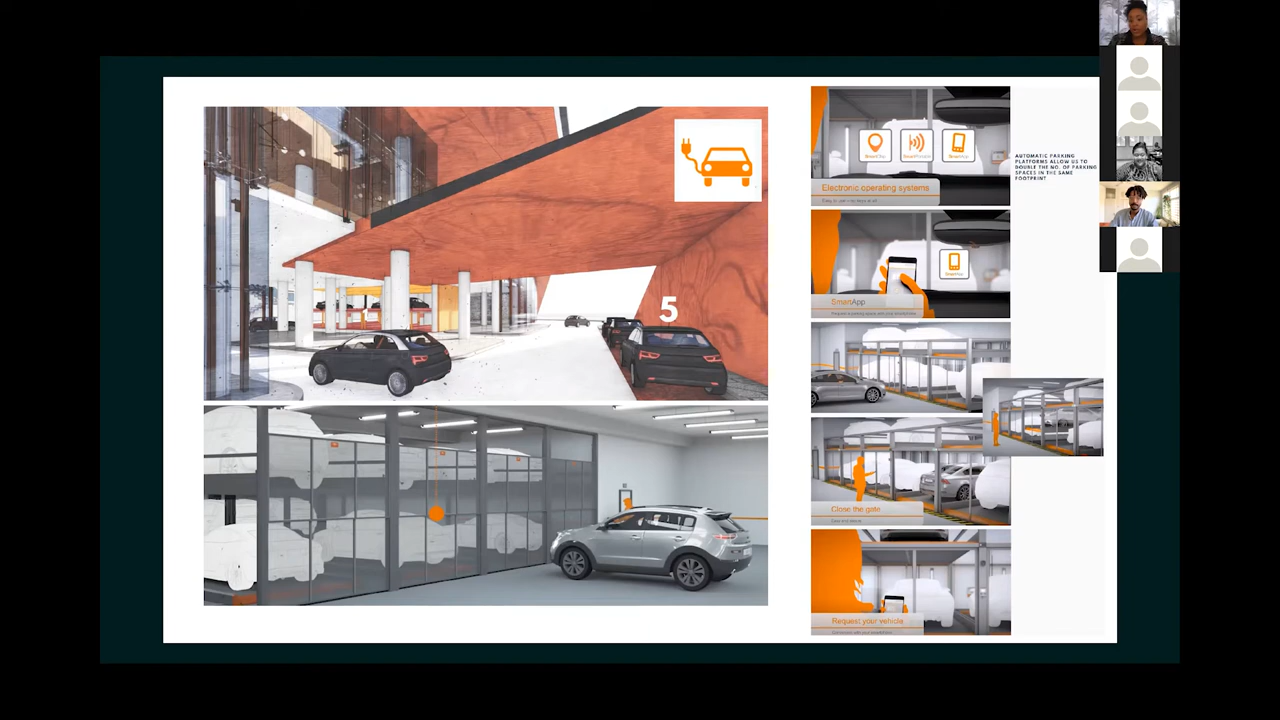 5
Electronic operating systems
SmartApp
Close the gate
Request your vehicle
AUTOMATIC PARKING
PLATFORMS ALLOW US TO
DOUBLE THE NO. OF PARKING
SPACES IN THE SAME
FOOTPRINT